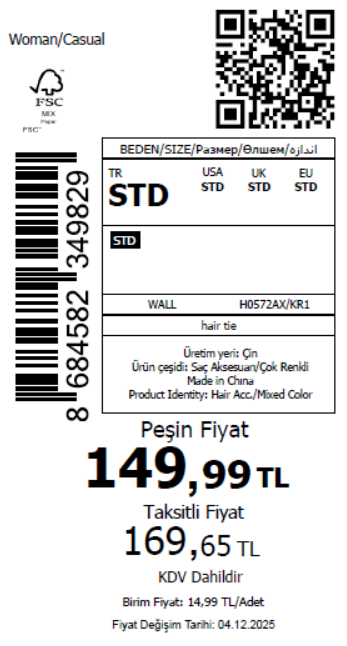 Woman/Casual
FSC
MIX
Paper
FSC™
BEDEN/SIZE/Размер/Өлшем/اندازه
TR USA UK EU
STD STD STD STD
STD
WALL H0572AX/KR1
hair tie
Üretim yeri: Çin
Ürün çeşidi: Saç Aksesuarı/Çok Renkli
Made in China
Product Identity: Hair Acc./Mixed Color
8 684582 349829
Peşin Fiyat
149,99 TL
Taksitli Fiyat
169,65 TL
KDV Dahildir
Birim Fiyat: 14,99 TL/Adet
Fiyat Değişim Tarihi: 04.12.2025